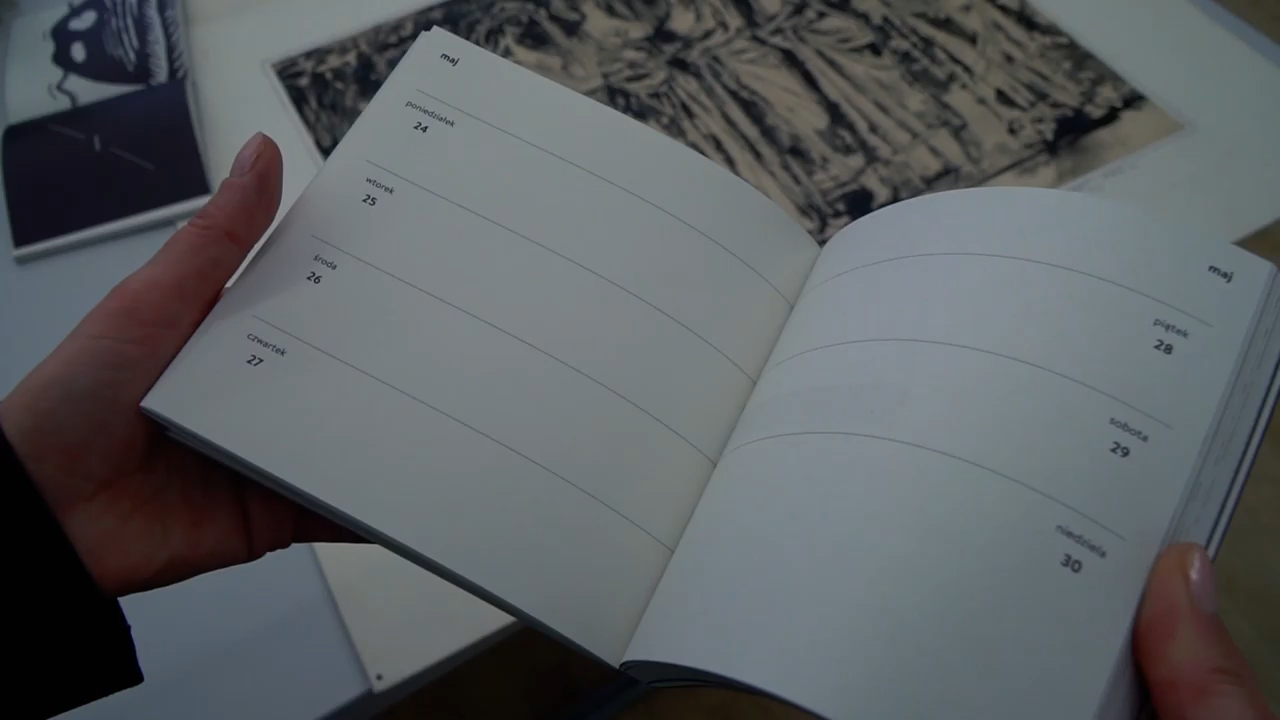 maj
poniedziałek
24
wtorek
25
środa
26
czwartek
27
maj
piątek
28
sobota
29
niedziela
30